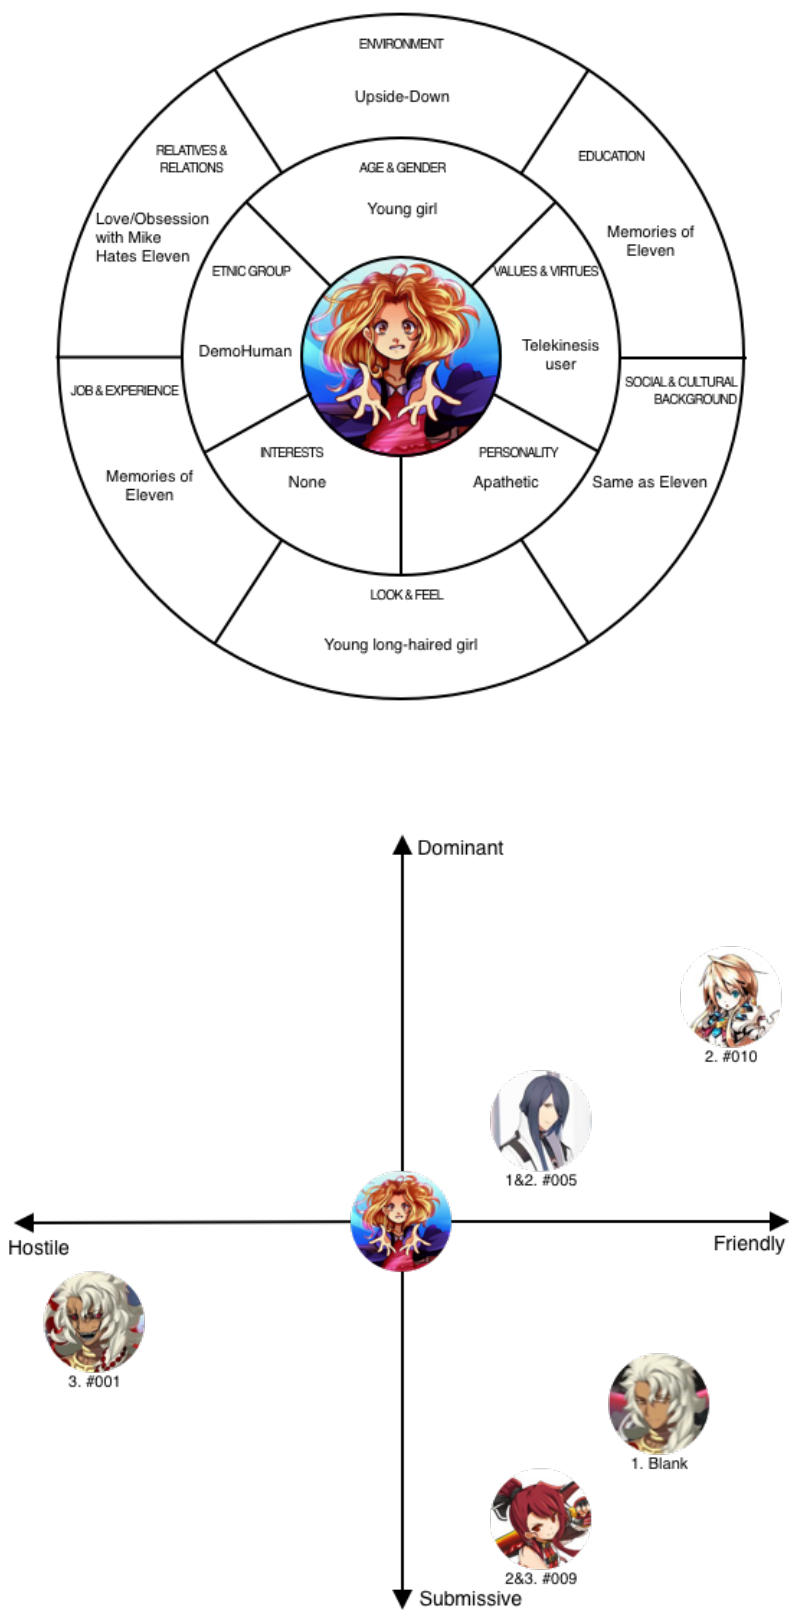 ENVIRONMENT
Upside-Down
RELATIVES &
RELATIONS
Love/Obsession
with Mike
Hates Eleven
AGE & GENDER
Young girl
EDUCATION
Memories of
Eleven
ETNIC GROUP
DemoHuman
VALUES & VIRTUES
Telekinesis
user
JOB & EXPERIENCE
Memories of
Eleven
INTERESTS
None
PERSONALITY
Apathetic
SOCIAL & CULTURAL
BACKGROUND
Same as Eleven
LOOK & FEEL
Young long-haired girl
Dominant
2. #010
1&2. #005
Hostile
Friendly
3. #001
1. Blank
2&3. #009
Submissive